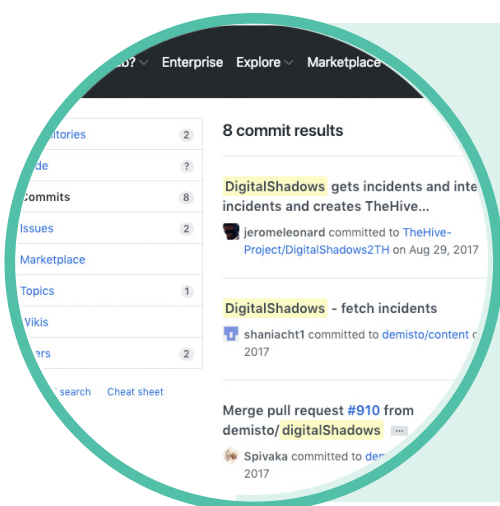 Enterprise Explore Marketplace
2
?
Commits 8
Issues 2
Marketplace
Topics 1
Wikis
2
search Cheat sheet
8 commit results
DigitalShadows gets incidents and
incidents and creates TheHive...
jeromeleonard committed to TheHive-
Project/DigitalShadows2TH on Aug 29, 2017
DigitalShadows - fetch incidents
shaniacht1 committed to demisto/content
2017
Merge pull request #910 from
demisto/digitalShadows ...
Spivaka committed to
2017